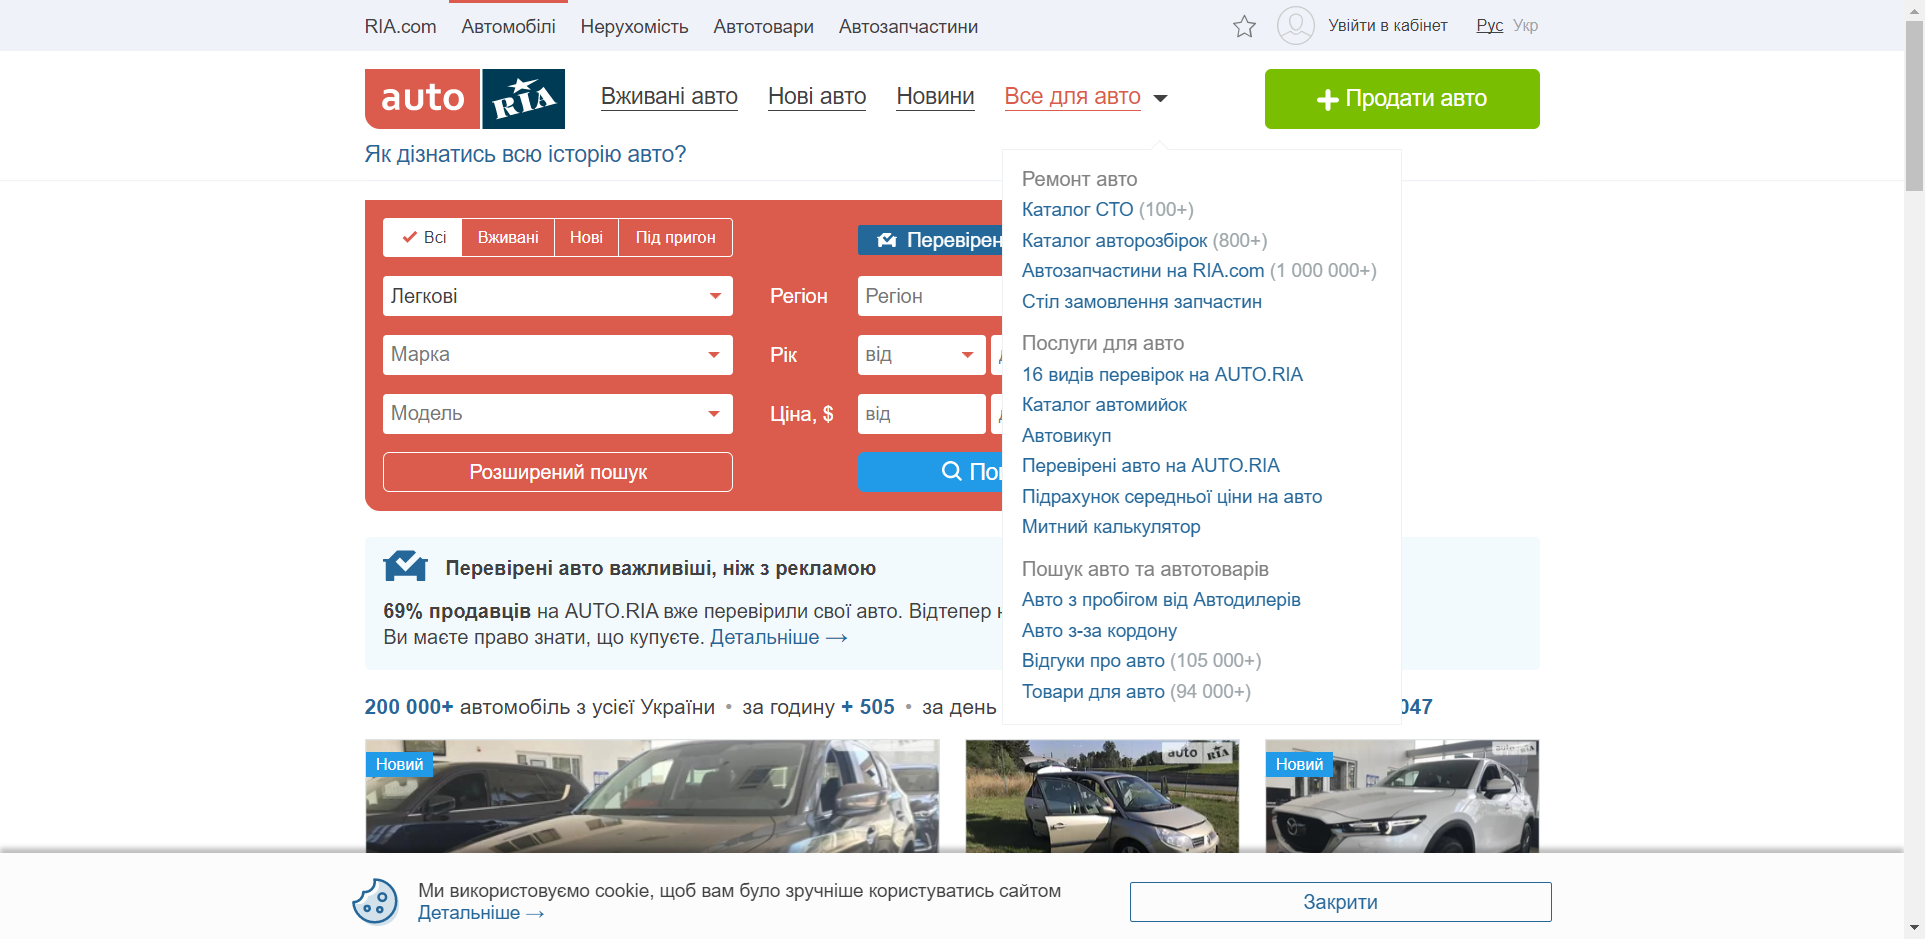 RIA.com Автомобілі Нерухомість Автотовари Автозапчастини Увійти в кабінет Рус Укр
auto RIA Вживані авто Нові авто Новини Все для авто Продати авто
Як дізнатись всю історію авто?
Ремонт авто
Каталог СТО (100+)
Каталог авторозбірок (800+)
Автозапчастини на RIA.com (1 000 000+)
Стіл замовлення запчастин
Послуги для авто
16 видів перевірок на AUTO.RIA
Каталог автомийок
Автовикуп
Перевірені авто на AUTO.RIA
Підрахунок середньої ціни на авто
Митний калькулятор
Пошук авто та автотоварів
Авто з пробігом від Автодилерів
Авто з-за кордону
Відгуки про авто (105 000+)
Товари для авто (94 000+)
Всі Вживані Нові Під пригон Перевірен
Легкові Регіон Регіон
Марка Рік від
Модель Ціна, $ від
Розширений пошук
Перевірені авто важливіші, ніж з рекламою
69% продавців на AUTO.RIA вже перевірили свої авто. Відтепер
Ви маєте право знати, що купуєте. Детальніше →
200 000+ автомобіль з усієї України • за годину + 505 • за день 047
Новий auto RIA Новий auto RIA
Ми використовуємо cookie, щоб вам було зручніше користуватись сайтом
Детальніше →
Закрити